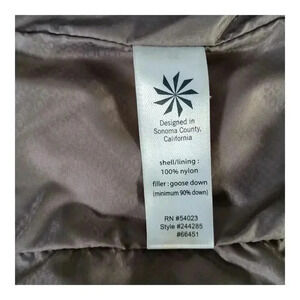 Designed in
Sonoma County,
California
shell/lining :
100% nylon
filler : goose down
(minimum 90% down)
RN #54023
Style #244285
#66451